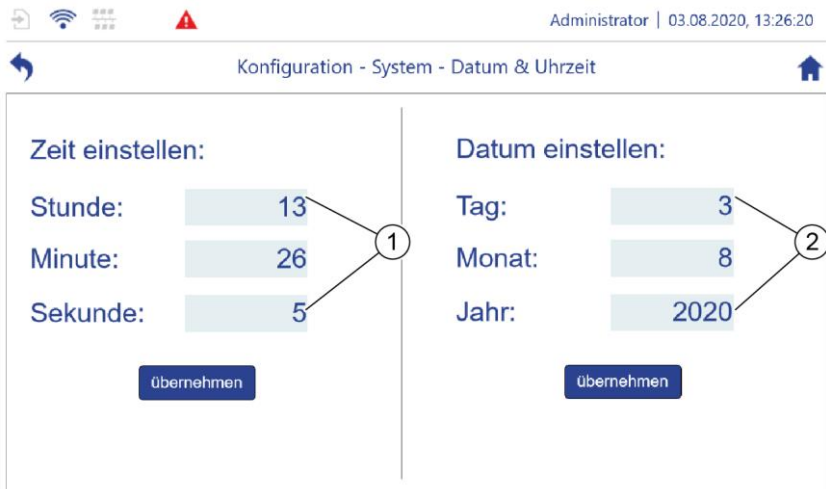 Administrator | 03.08.2020, 13:26:20
Konfiguration - System - Datum & Uhrzeit
Zeit einstellen:
Stunde: 13
Minute: 26
Sekunde: 5
1
übernehmen
Datum einstellen:
Tag: 3
Monat: 8
Jahr: 2020
2
übernehmen